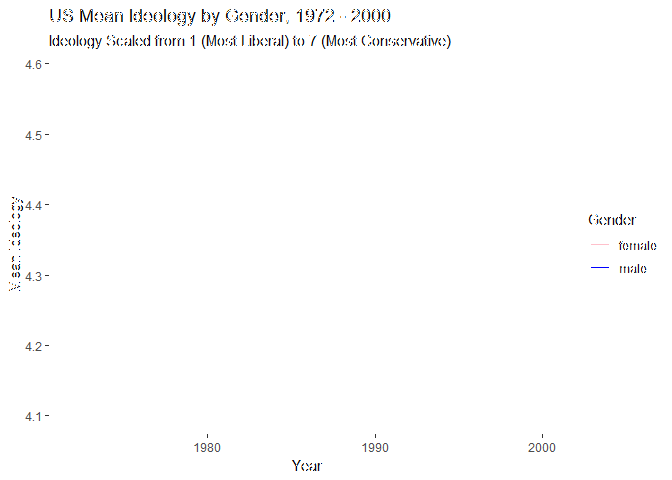 US Mean Ideology by Gender, 1972 - 2000
Ideology Scaled from 1 (Most Liberal) to 7 (Most Conservative)
4.6
4.5
4.4
4.3
4.2
4.1
Mean Ideology
1980
1990
2000
Year
Gender
female
male